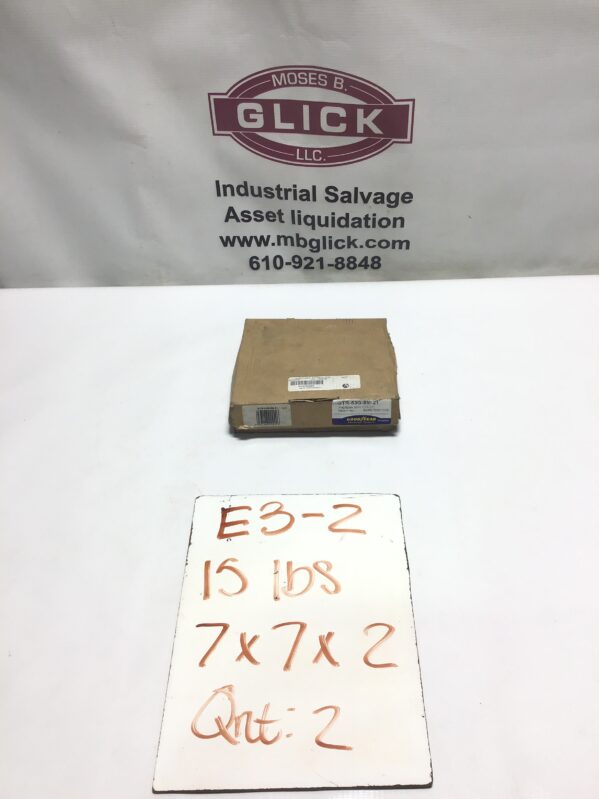 MOSES B.
GLICK
LLC.
Industrial Salvage
Asset liquidation
www.mbglick.com
610-921-8848
GOODYEAR
E3-2
15 lbs
7x7x2
Qnt: 2